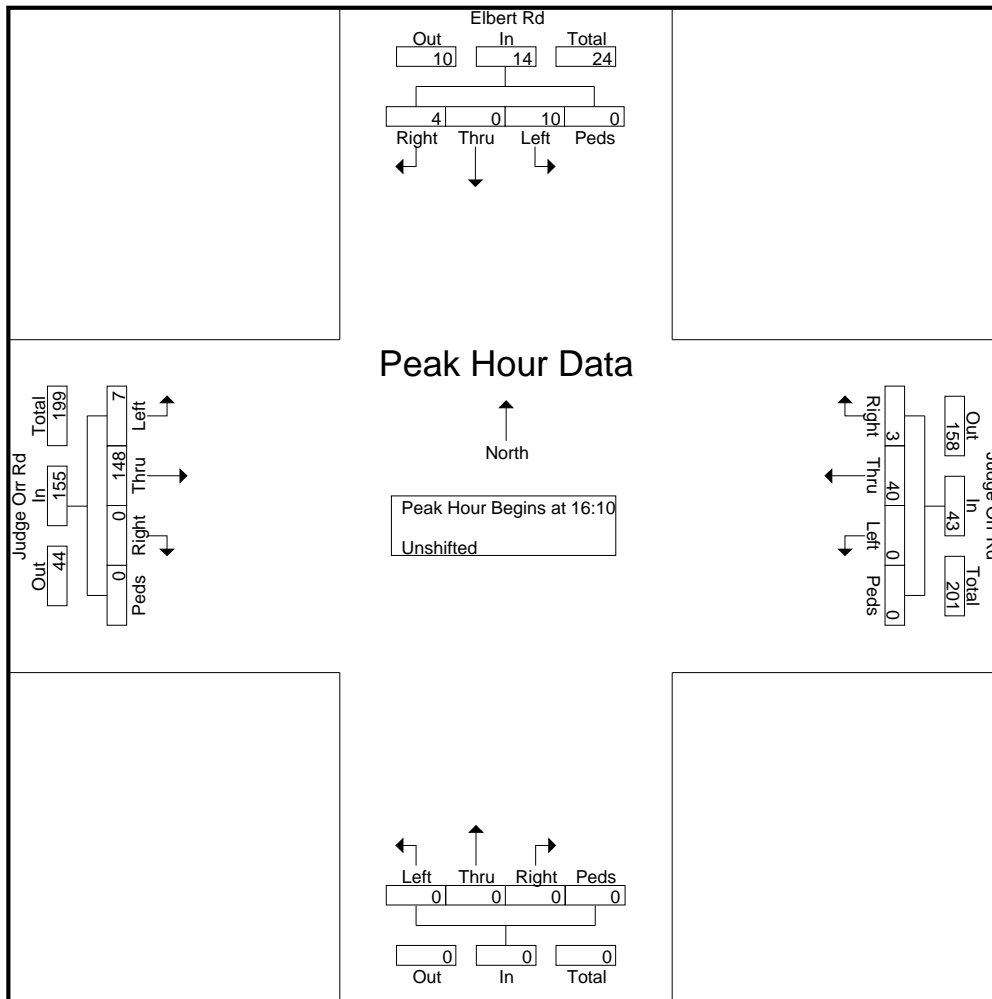 Elbert Rd
Out In Total
10 14 24
4 0 10 0
Right Thru Left Peds
Peak Hour Data
North
Peak Hour Begins at 16:10
Unshifted
Judge Orr Rd
Out In Total
44 155 199
7 148 0 0
Left Thru Right Peds
Judge Orr Rd
Out In Total
158 43 201
3 40 0 0
Right Thru Left Peds
Left Thru Right Peds
0 0 0 0
0 0 0
Out In Total